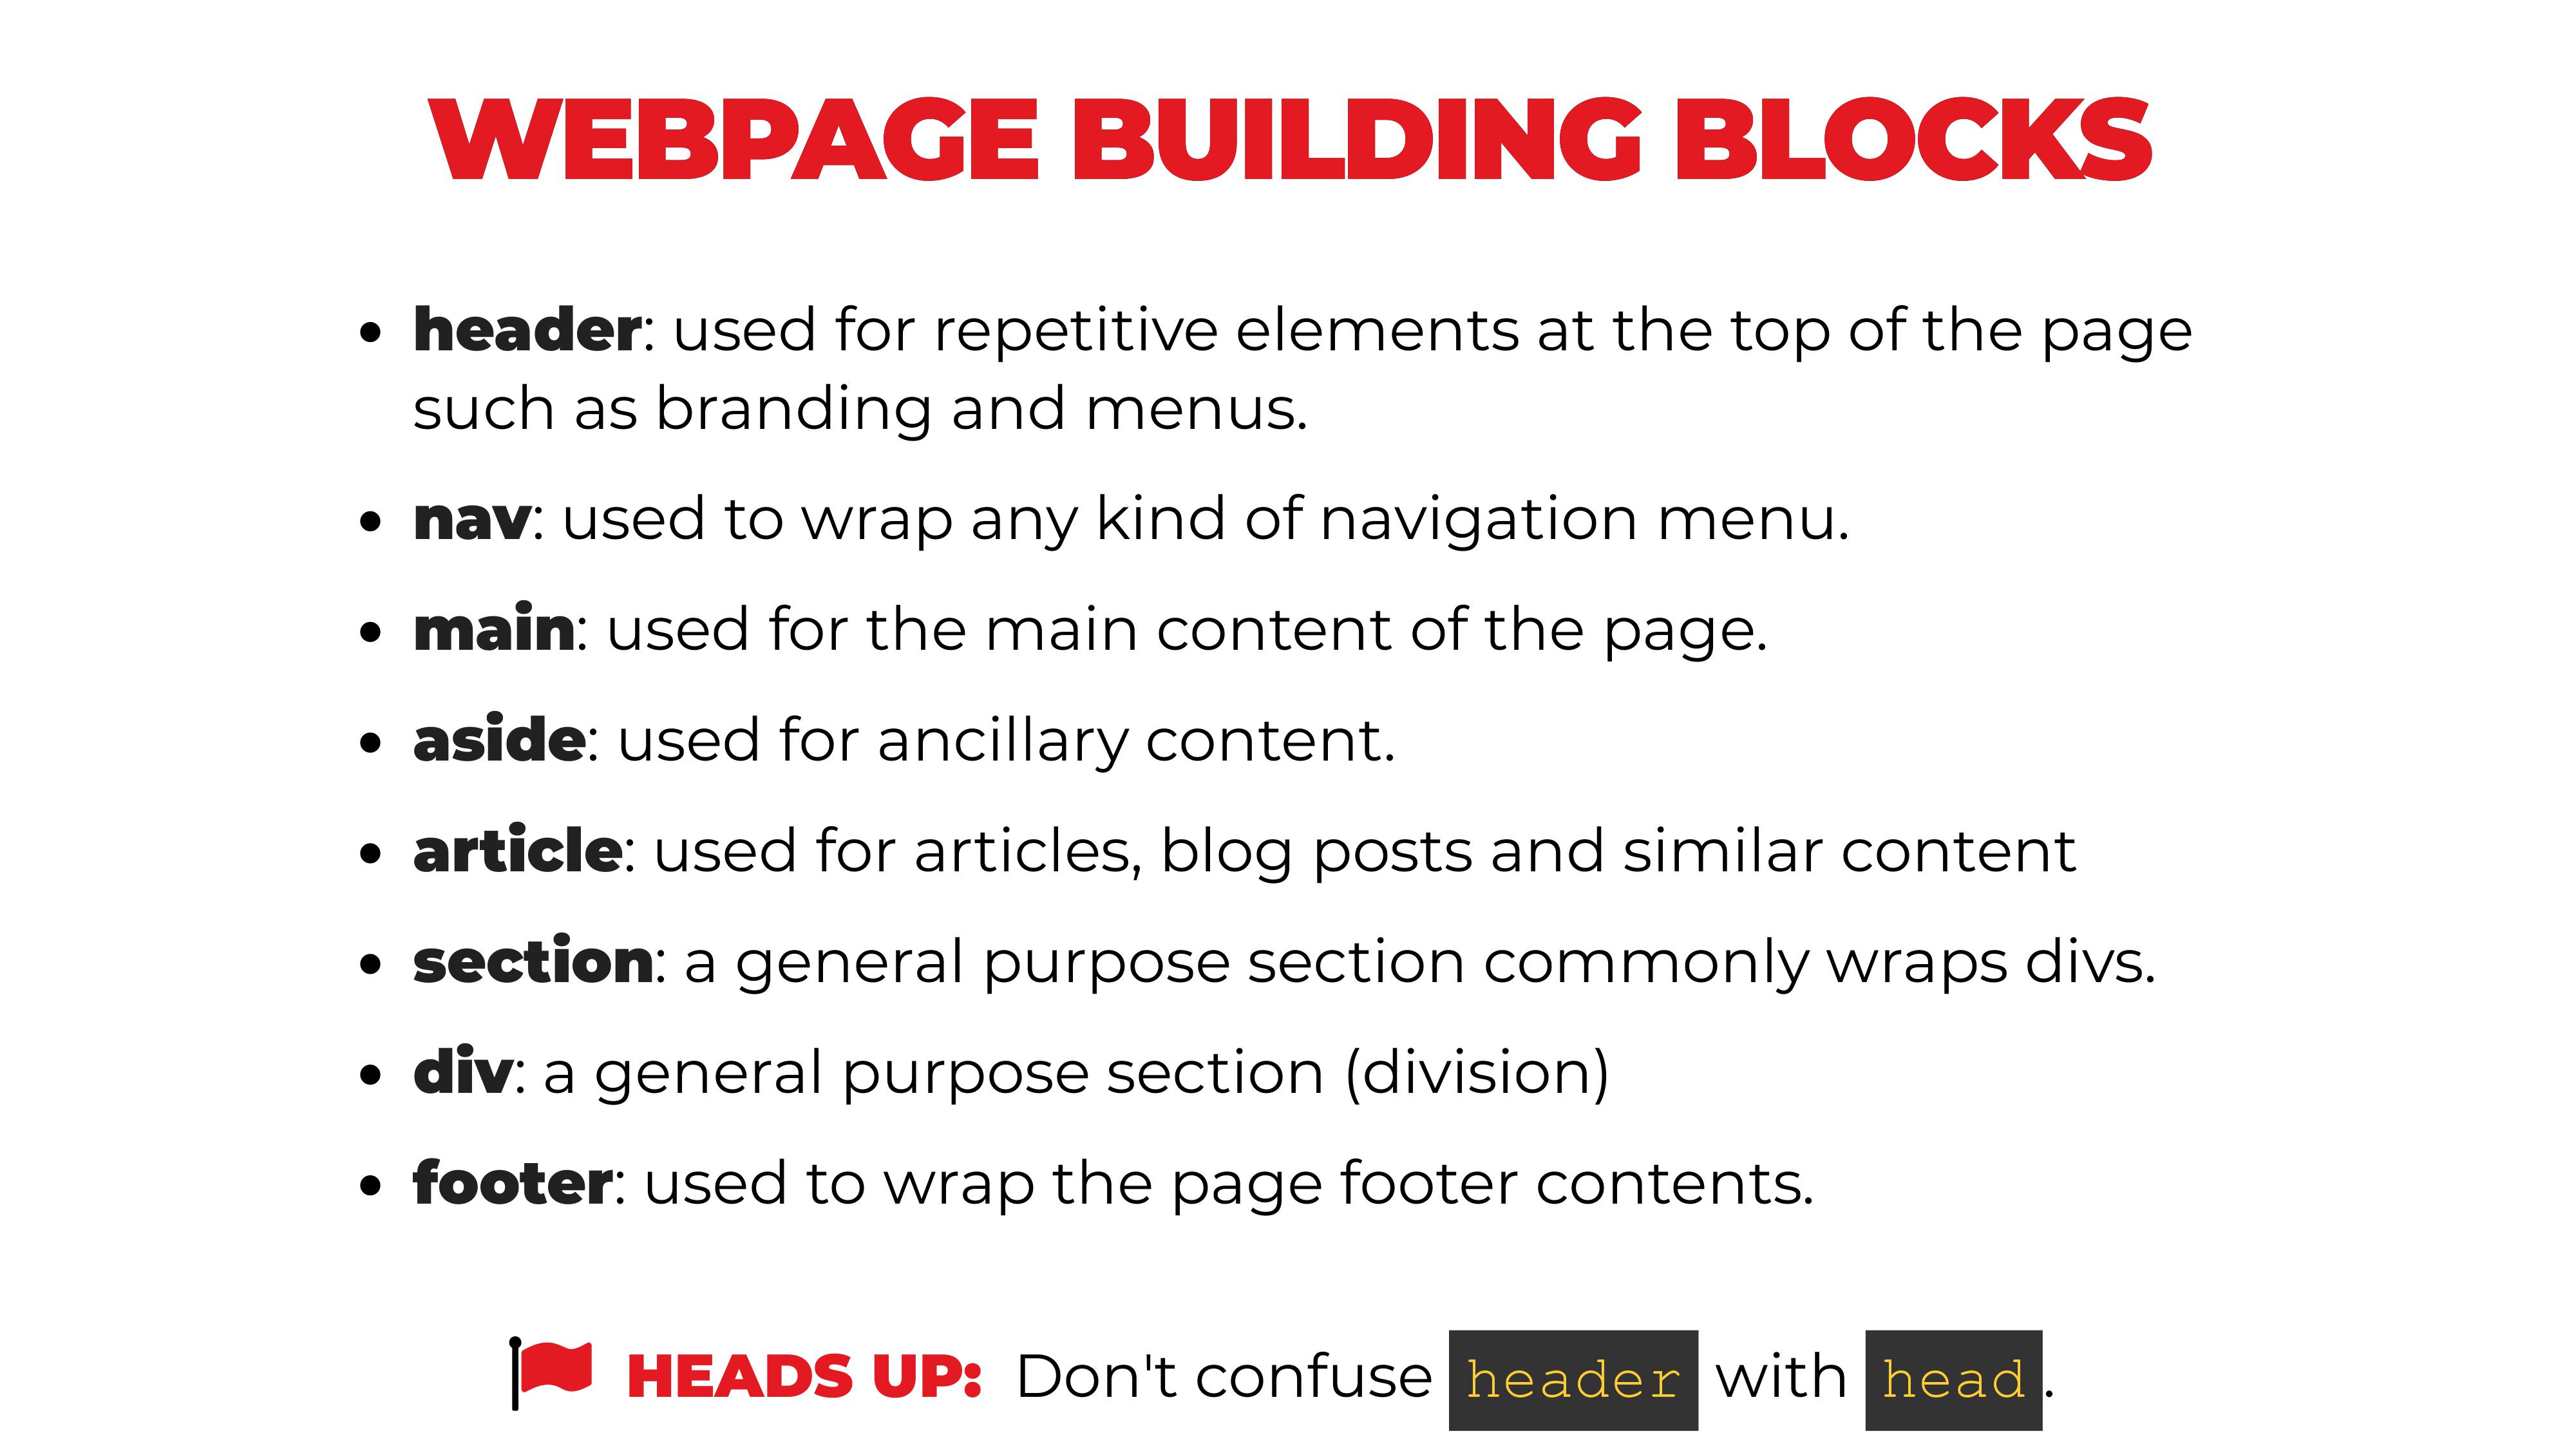 WEBPAGE BUILDING BLOCKS
• header: used for repetitive elements at the top of the page
such as branding and menus.
• nav: used to wrap any kind of navigation menu.
• main: used for the main content of the page.
• aside: used for ancillary content.
• article: used for articles, blog posts and similar content
• section: a general purpose section commonly wraps divs.
• div: a general purpose section (division)
• footer: used to wrap the page footer contents.
HEADS UP: Don't confuse header with head.